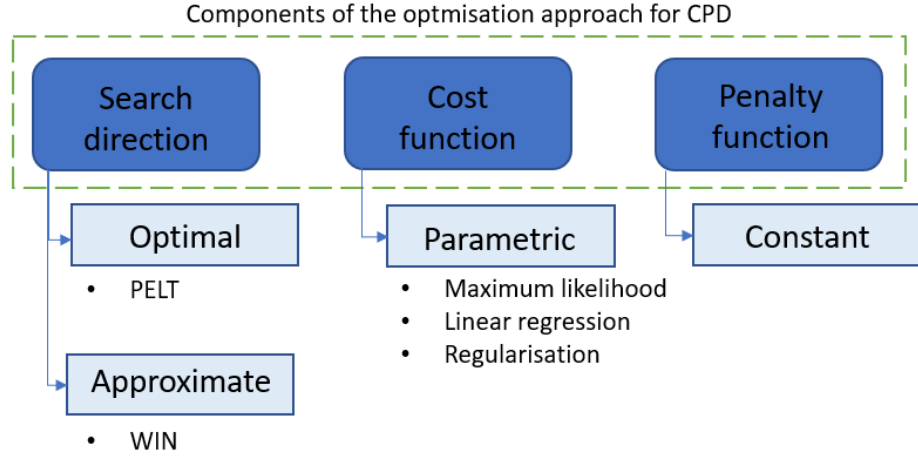 Components of the optmisation approach for CPD
Search
direction
Cost
function
Penalty
function
Optimal
• PELT
Approximate
• WIN
Parametric
• Maximum likelihood
• Linear regression
• Regularisation
Constant